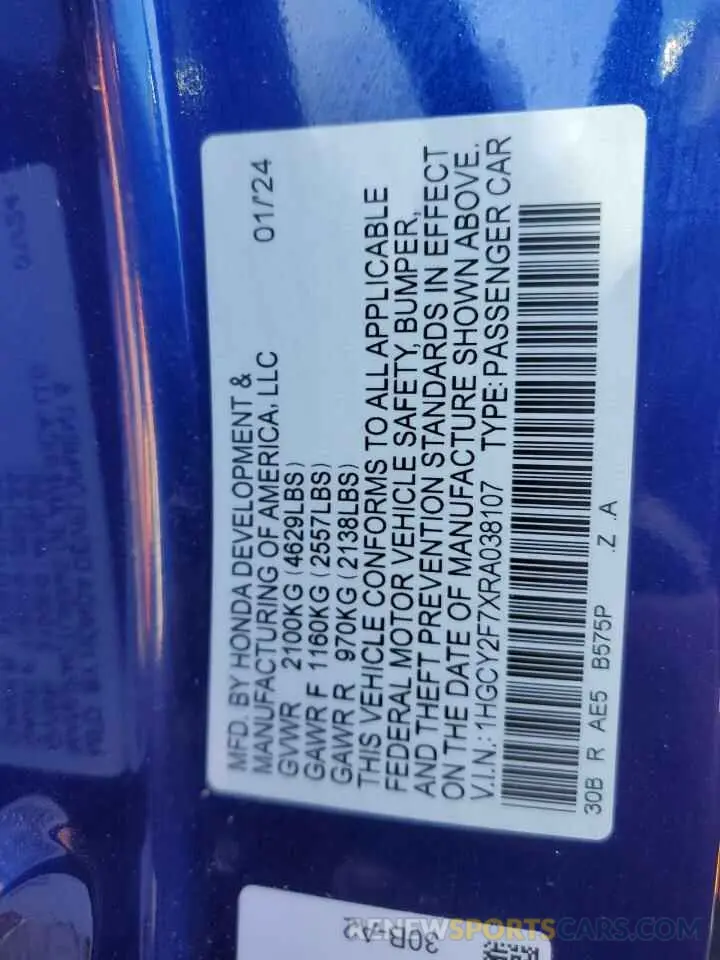 MFD. BY HONDA DEVELOPMENT & 01/24
MANUFACTURING OF AMERICA, LLC
GVWR 2100KG (4629LBS)
GAWR F 1160KG (2557LBS)
GAWR R 970KG (2138LBS)
THIS VEHICLE CONFORMS TO ALL APPLICABLE
FEDERAL MOTOR VEHICLE SAFETY, BUMPER,
AND THEFT PREVENTION STANDARDS IN EFFECT
ON THE DATE OF MANUFACTURE SHOWN ABOVE.
V.I.N.: 1HGCY2F7XRA038107 TYPE: PASSENGER CAR
30B R AE5 B575P .Z .A
30B-A2
RENEWSPORTSCARS.COM